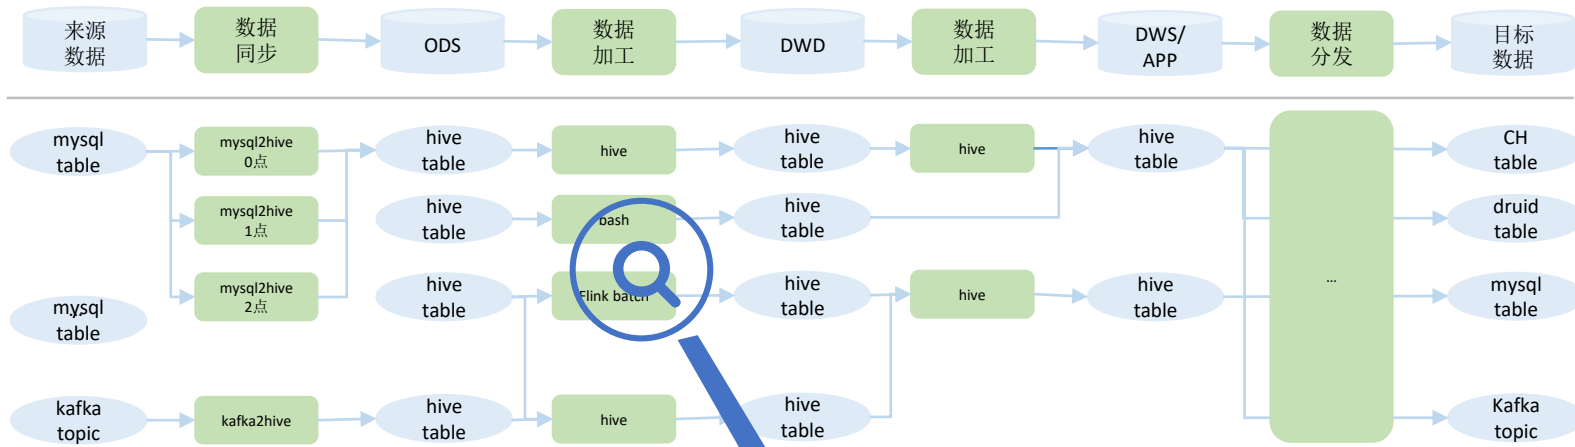 来源
数据
数据
同步
ODS
数据
加工
DWD
数据
加工
DWS/
APP
数据
分发
目标
数据
mysql
table
mysql2hive
0点
hive
table
hive
hive
table
hive
hive
table
CH
table
mysql2hive
1点
hive
table
bash
hive
table
druid
table
mysql
table
mysql2hive
2点
hive
table
Flink batch
hive
table
hive
hive
table
...
mysql
table
kafka
topic
kafka2hive
hive
table
hive
hive
table
Kafka
topic